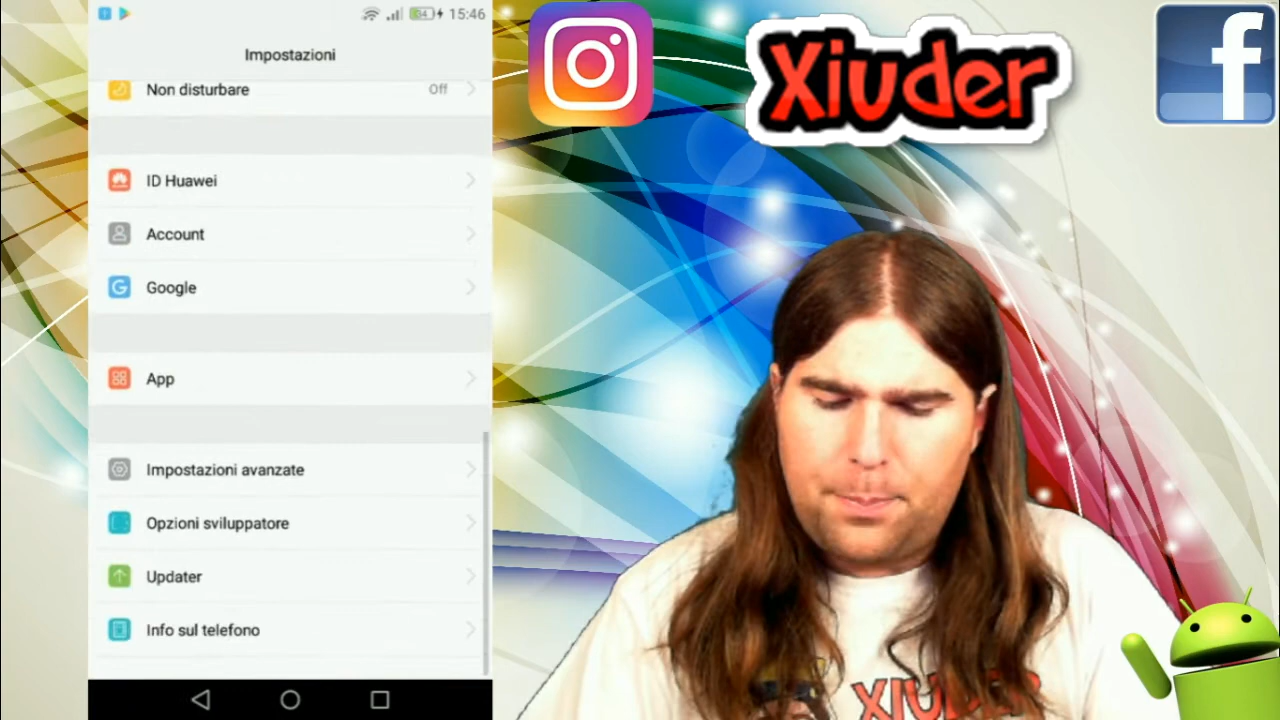 15:46
Impostazioni
Non disturbare Off
ID Huawei
Account
Google
App
Impostazioni avanzate
Opzioni sviluppatore
Updater
Info sul telefono
Xiuder
XIUDER